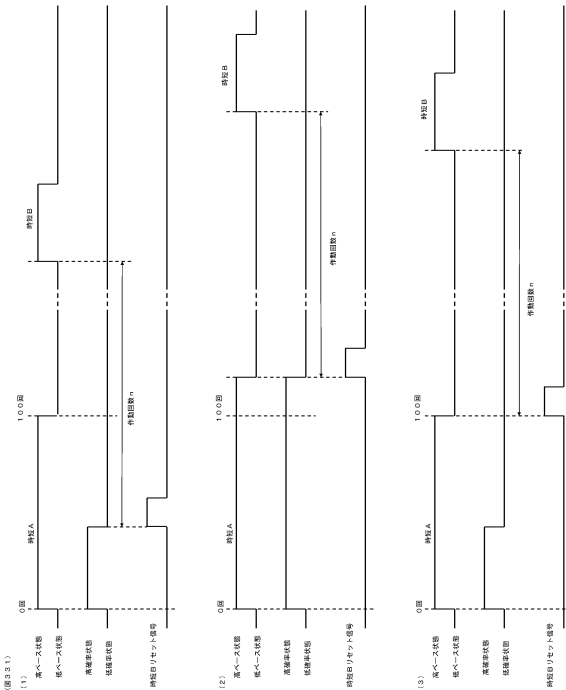 (図331)
(1)
0回
100回
高ベース状態
時短A
時短B
低ベース状態
高確率状態
低確率状態
作動回数n
時短Bリセット信号
(2)
高ベース状態
時短A
時短B
低ベース状態
高確率状態
低確率状態
作動回数n
時短Bリセット信号
(3)
0回
100回
高ベース状態
時短A
時短B
低ベース状態
高確率状態
低確率状態
作動回数n
時短Bリセット信号